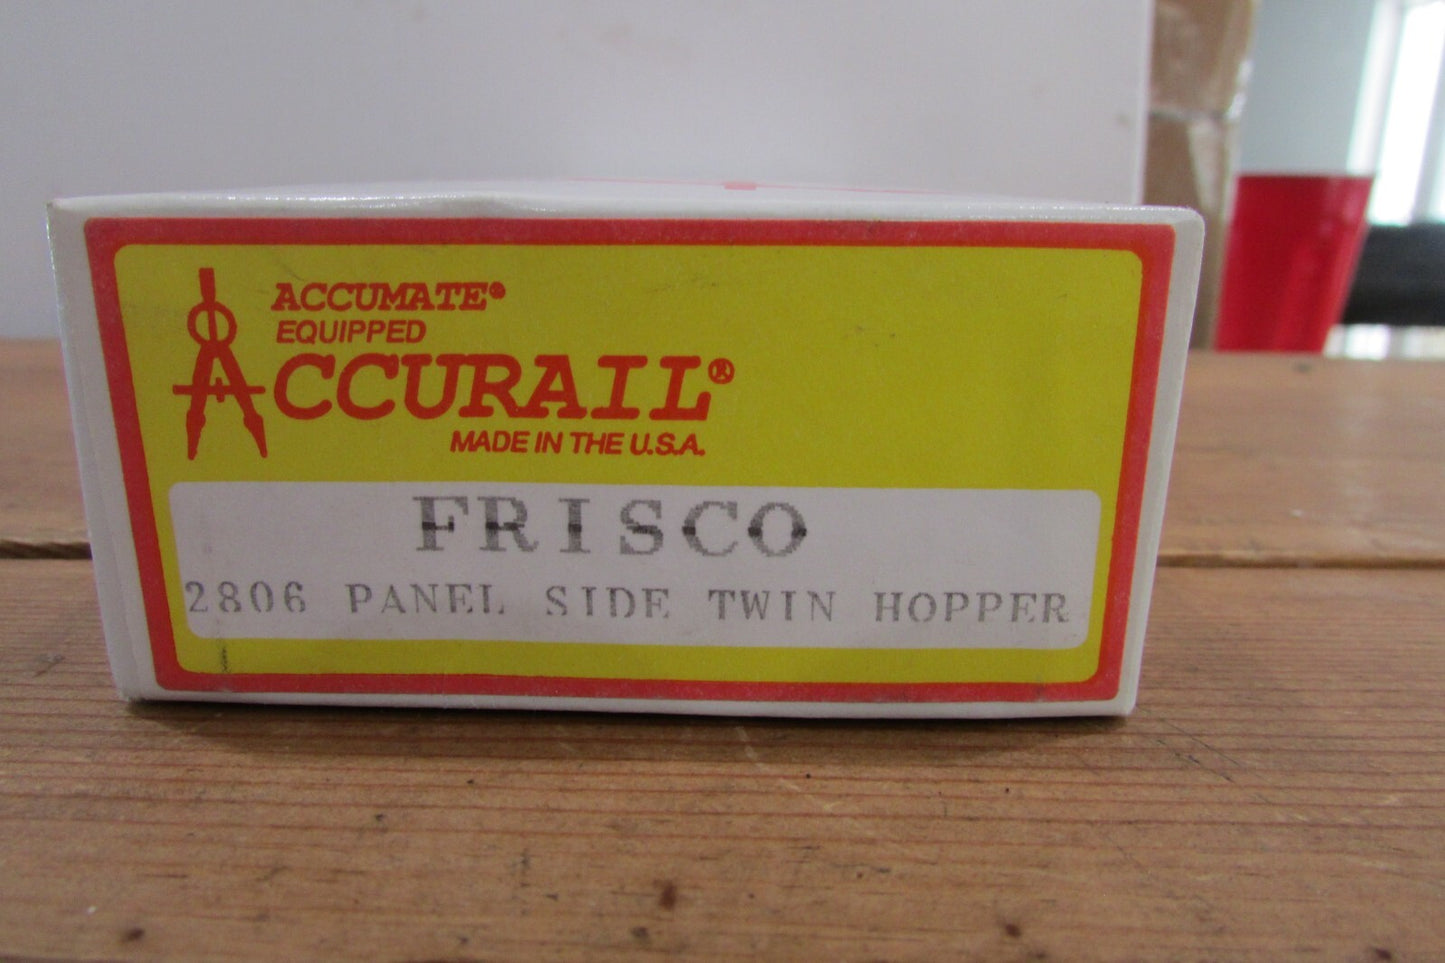 ACCUMATE®
EQUIPPED
ACCURAIL®
MADE IN THE U.S.A.
FRISCO
2806 PANEL SIDE TWIN HOPPER